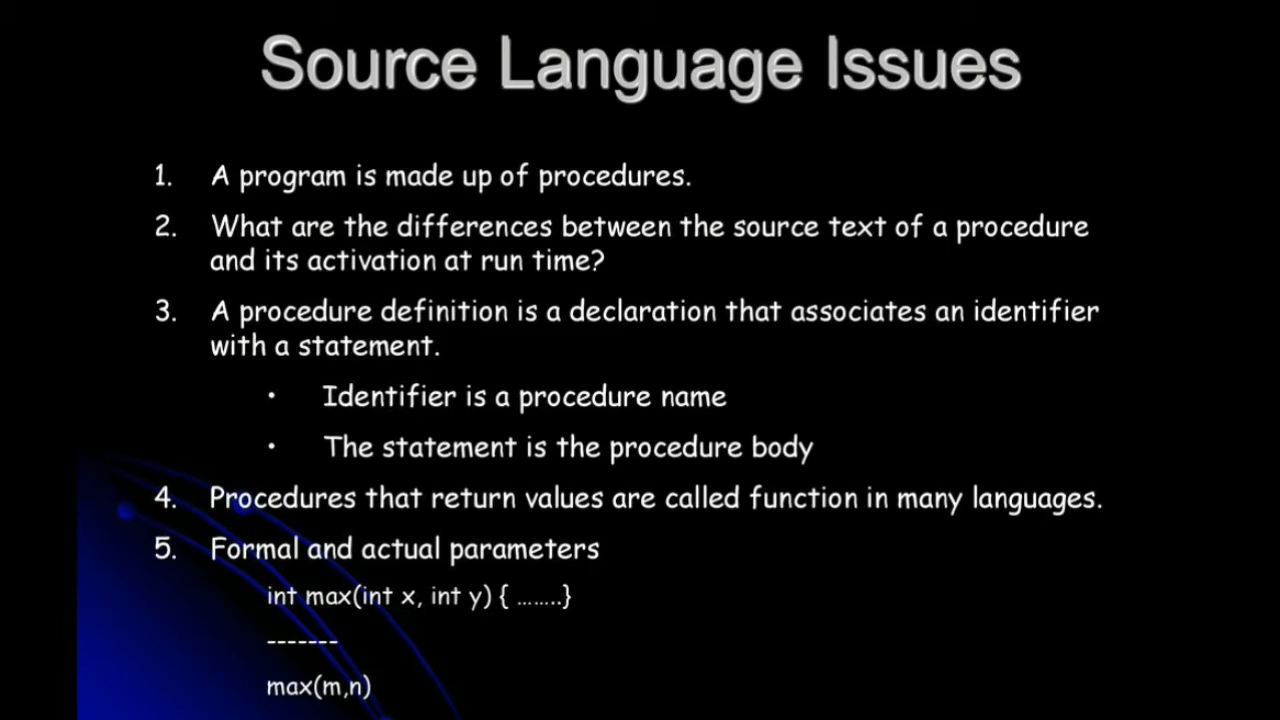 Source Language Issues
1. A program is made up of procedures.
2. What are the differences between the source text of a procedure
and its activation at run time?
3. A procedure definition is a declaration that associates an identifier
with a statement.
• Identifier is a procedure name
• The statement is the procedure body
4. Procedures that return values are called function in many languages.
5. Formal and actual parameters
int max(int x, int y) { ……..}
-------
max(m,n)